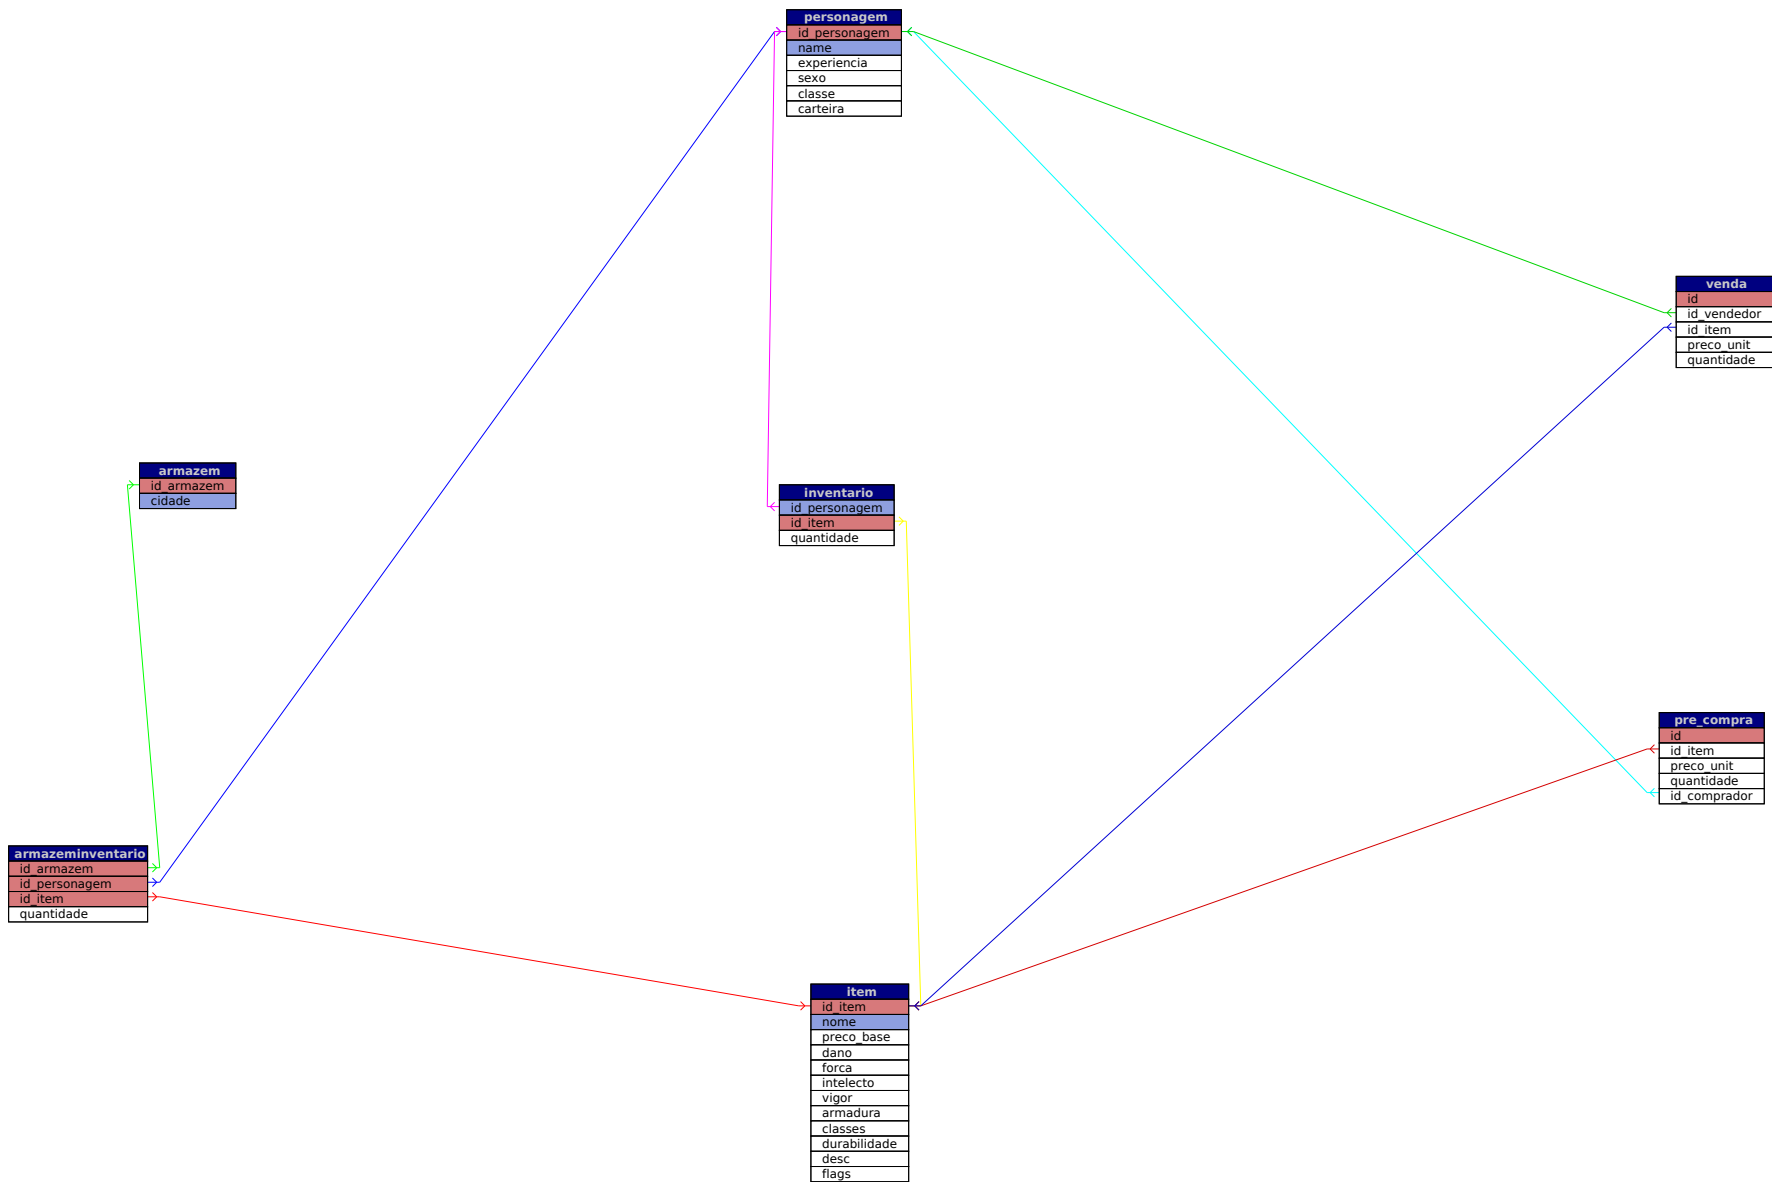 personagem
id_personagem
name
experiencia
sexo
classe
carteira
venda
id
id_vendedor
id_item
preco_unit
quantidade
armazem
id_armazem
cidade
inventario
id_personagem
id_item
quantidade
pre_compra
id
id_item
preco_unit
quantidade
id_comprador
armazeminventario
id_armazem
id_personagem
id_item
quantidade
item
id_item
nome
preco_base
dano
forca
intelecto
vigor
armadura
classes
durabilidade
desc
flags